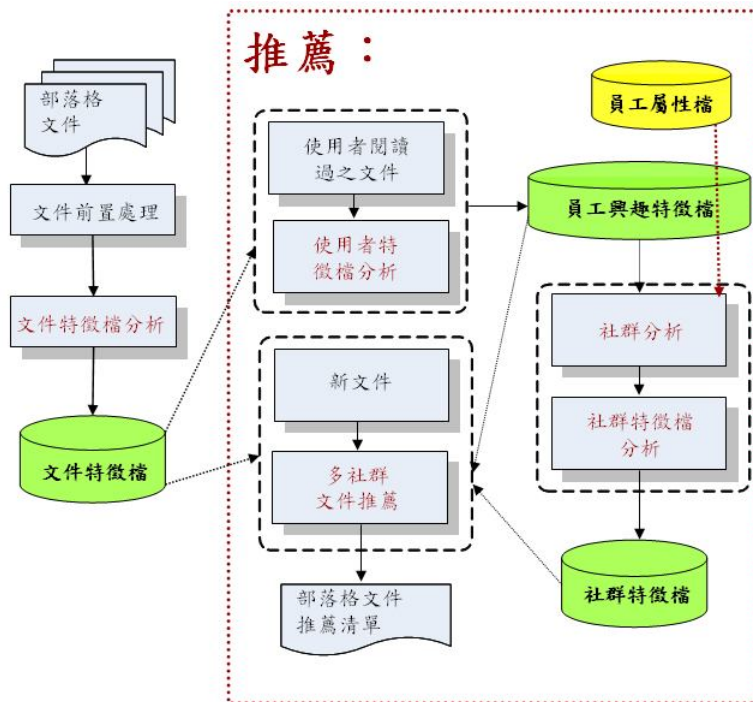 推薦：
部落格
文件
文件前置處理
文件特徵檔分析
文件特徵檔
使用者閱讀
過之文件
使用者特
徵檔分析
新文件
多社群
文件推薦
部落格文件
推薦清單
員工屬性檔
員工興趣特徵檔
社群分析
社群特徵檔
分析
社群特徵檔